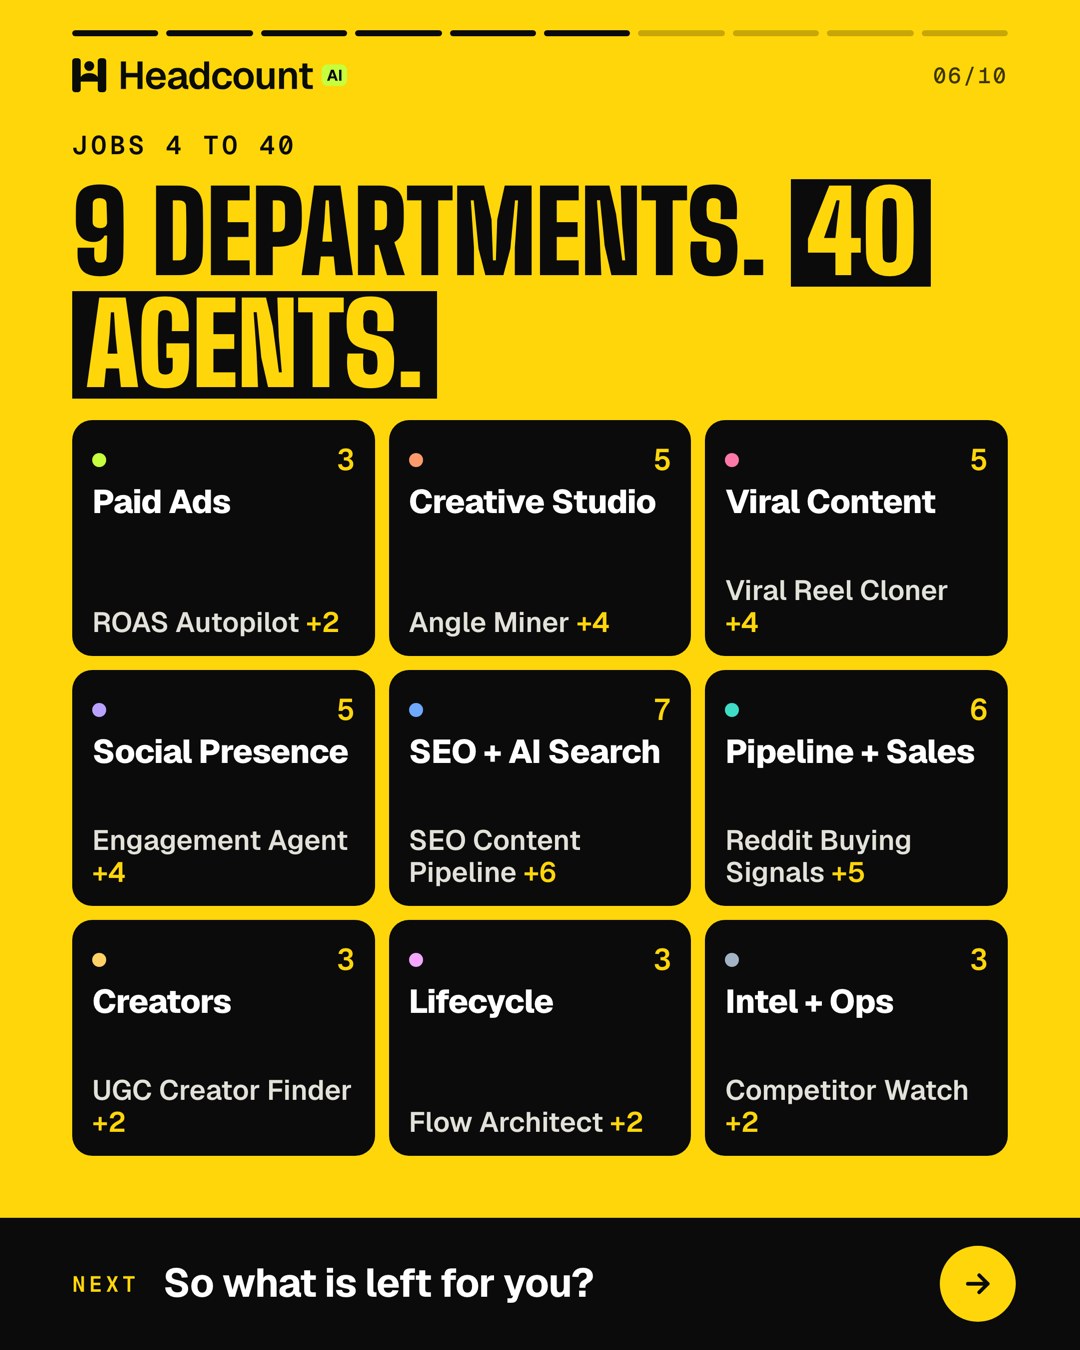 Headcount AI
06/10
JOBS 4 TO 40
9 DEPARTMENTS. 40
AGENTS.
3
Paid Ads
ROAS Autopilot +2
5
Creative Studio
Angle Miner +4
5
Viral Content
Viral Reel Cloner
+4
5
Social Presence
Engagement Agent
+4
7
SEO + AI Search
SEO Content
Pipeline +6
6
Pipeline + Sales
Reddit Buying
Signals +5
3
Creators
UGC Creator Finder
+2
3
Lifecycle
Flow Architect +2
3
Intel + Ops
Competitor Watch
+2
NEXT So what is left for you?